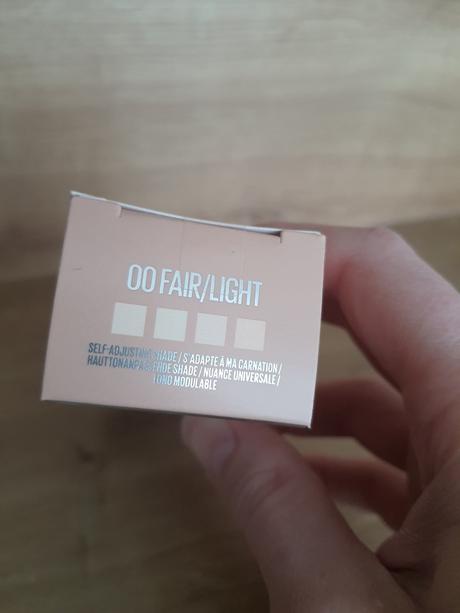 00 FAIR/LIGHT
SELF-ADJUSTING SHADE / S'ADAPTE À MA CARNATION /
HAUTTONANPASSENDE SHADE / NUANCE UNIVERSALE /
TONO MODULABLE